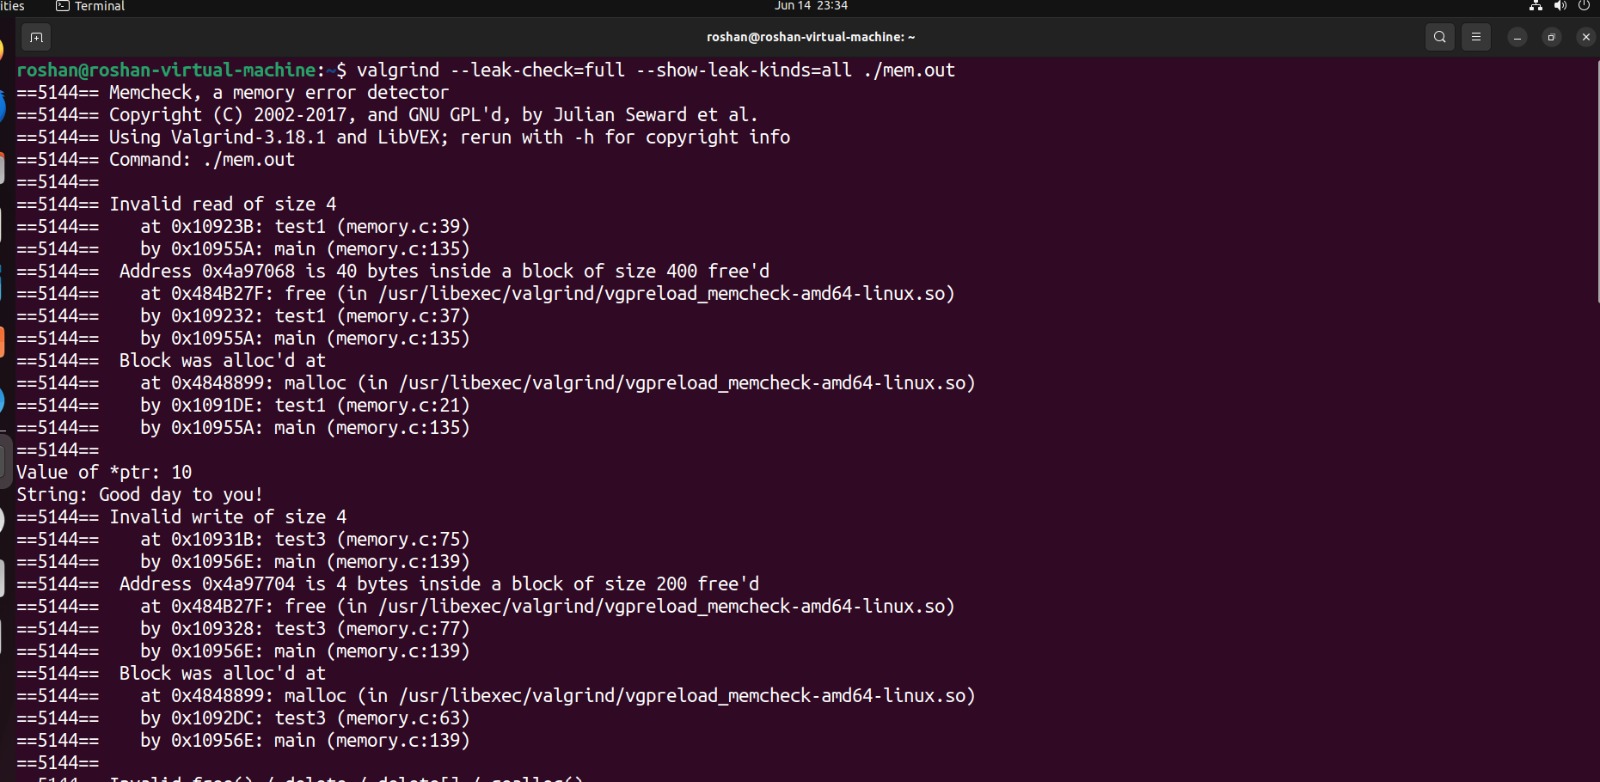 ities Terminal Jun 14 23:34
roshan@roshan-virtual-machine: ~
roshan@roshan-virtual-machine:~$ valgrind --leak-check=full --show-leak-kinds=all ./mem.out
==5144== Memcheck, a memory error detector
==5144== Copyright (C) 2002-2017, and GNU GPL'd, by Julian Seward et al.
==5144== Using Valgrind-3.18.1 and LibVEX; rerun with -h for copyright info
==5144== Command: ./mem.out
==5144==
==5144== Invalid read of size 4
==5144==    at 0x10923B: test1 (memory.c:39)
==5144==    by 0x10955A: main (memory.c:135)
==5144==  Address 0x4a97068 is 40 bytes inside a block of size 400 free'd
==5144==    at 0x484B27F: free (in /usr/libexec/valgrind/vgpreload_memcheck-amd64-linux.so)
==5144==    by 0x109232: test1 (memory.c:37)
==5144==    by 0x10955A: main (memory.c:135)
==5144==  Block was alloc'd at
==5144==    at 0x4848899: malloc (in /usr/libexec/valgrind/vgpreload_memcheck-amd64-linux.so)
==5144==    by 0x1091DE: test1 (memory.c:21)
==5144==    by 0x10955A: main (memory.c:135)
==5144==
Value of *ptr: 10
String: Good day to you!
==5144== Invalid write of size 4
==5144==    at 0x10931B: test3 (memory.c:75)
==5144==    by 0x10956E: main (memory.c:139)
==5144==  Address 0x4a97704 is 4 bytes inside a block of size 200 free'd
==5144==    at 0x484B27F: free (in /usr/libexec/valgrind/vgpreload_memcheck-amd64-linux.so)
==5144==    by 0x109328: test3 (memory.c:77)
==5144==    by 0x10956E: main (memory.c:139)
==5144==  Block was alloc'd at
==5144==    at 0x4848899: malloc (in /usr/libexec/valgrind/vgpreload_memcheck-amd64-linux.so)
==5144==    by 0x1092DC: test3 (memory.c:63)
==5144==    by 0x10956E: main (memory.c:139)
==5144==
==5144== Invalid free() / delete / delete[] / realloc()